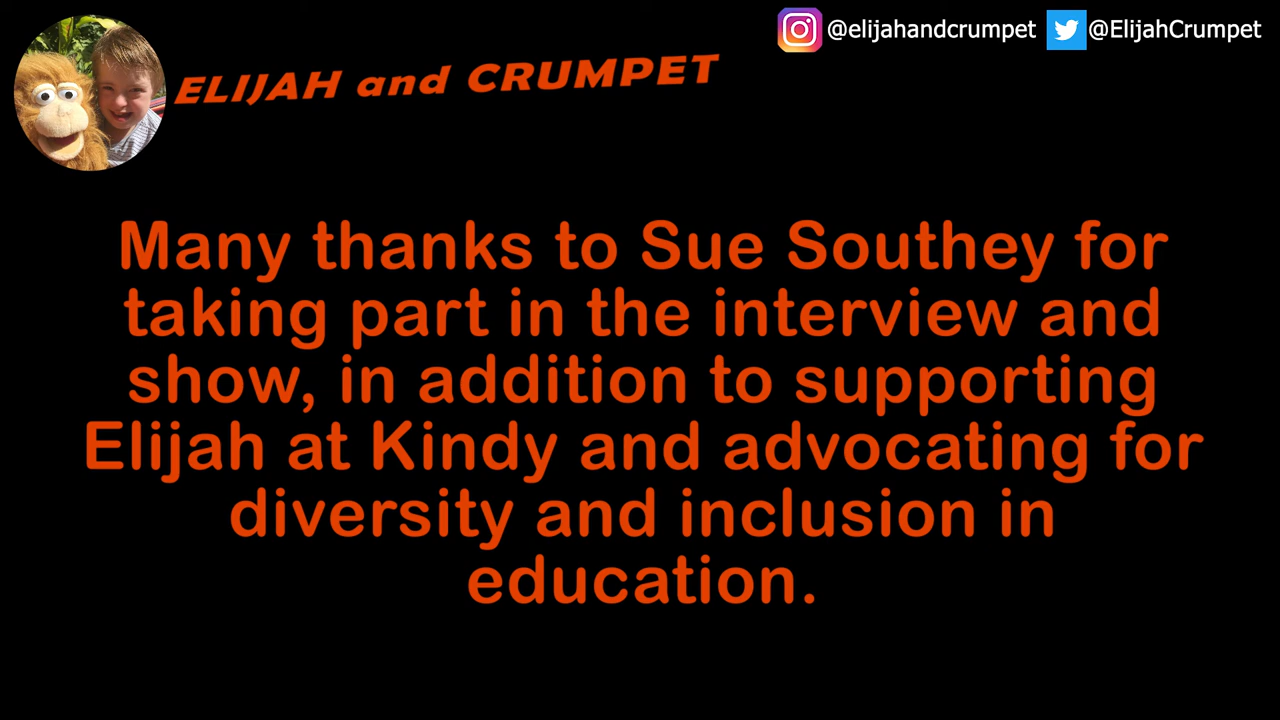 @elijahandcrumpet @ElijahCrumpet
ELIJAH and CRUMPET
Many thanks to Sue Southey for
taking part in the interview and
show, in addition to supporting
Elijah at Kindy and advocating for
diversity and inclusion in
education.